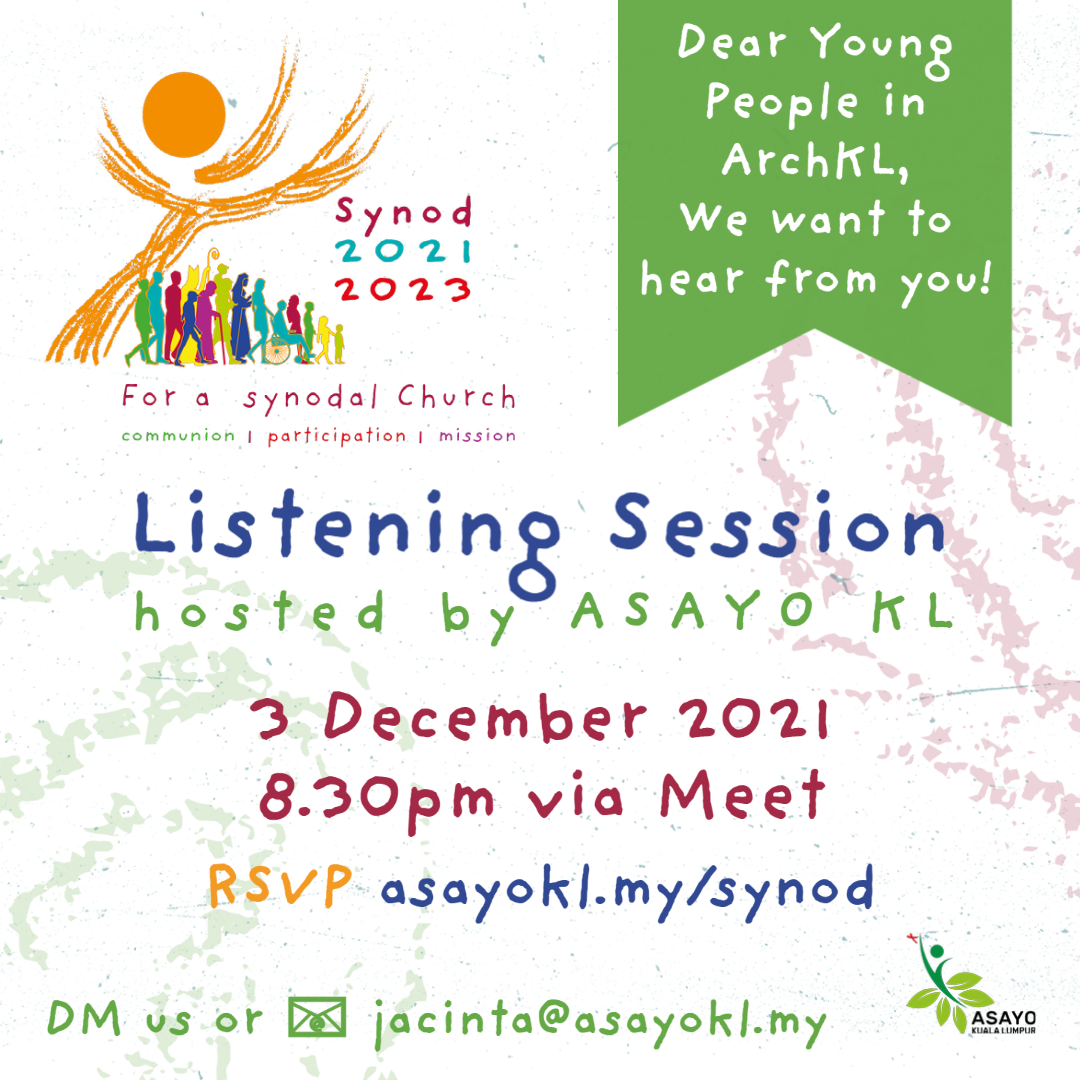 Dear Young
People in
ArchKL,
We want to
hear from you!
Synod
2021
2023
For a synodal Church
communion | participation | mission
Listening Session
hosted by ASAYO KL
3 December 2021
8.30pm via Meet
RSVP asayokl.my/synod
DM us or jacinta@asayokl.my
ASAYO
KUALA LUMPUR